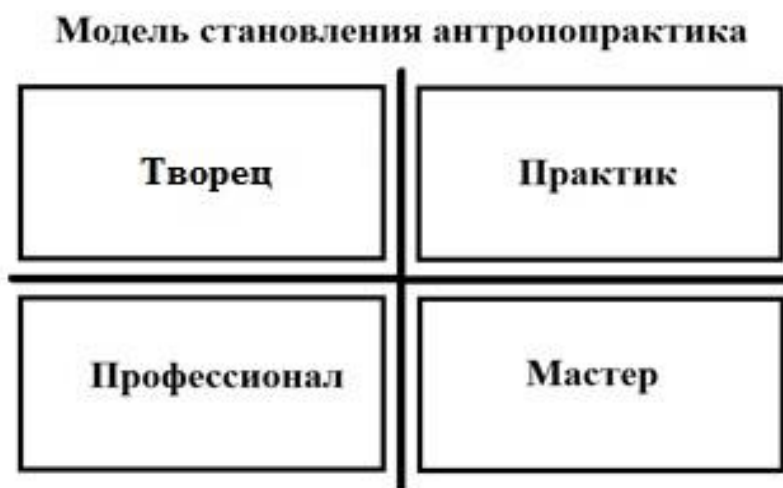 Модель становления антропопрактика
Творец
Практик
Профессионал
Мастер